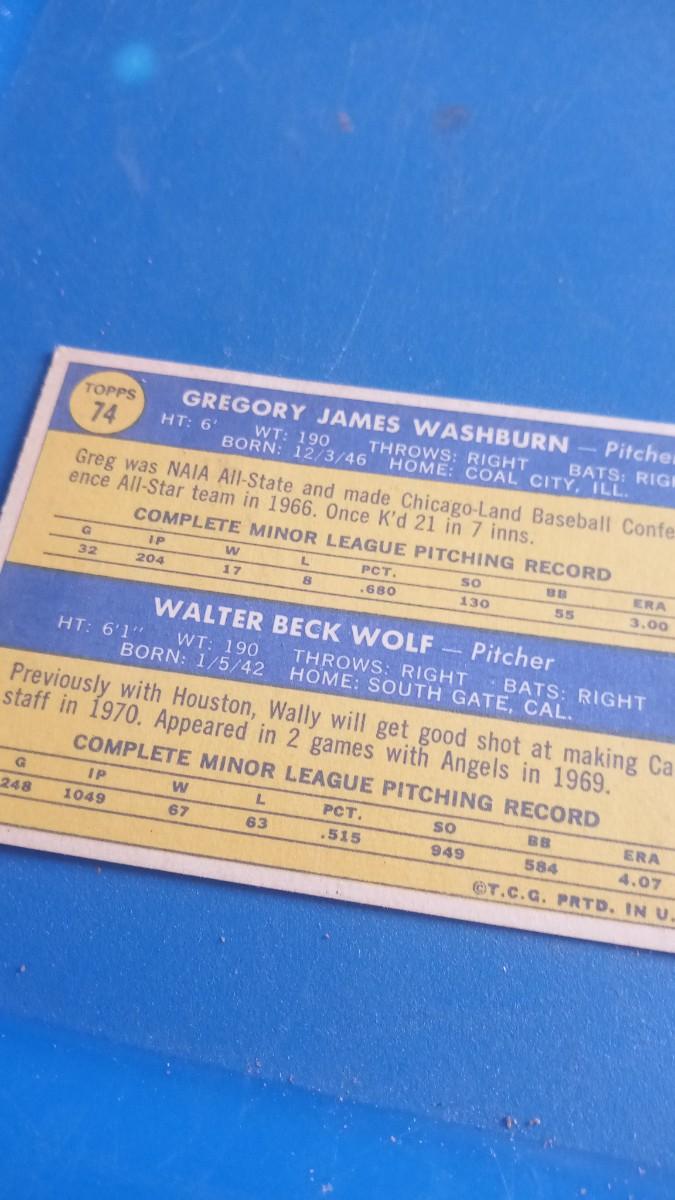 TOPPS
74
GREGORY JAMES WASHBURN — Pitcher
HT: 6' WT: 190 THROWS: RIGHT BATS: RIG
BORN: 12/3/46 HOME: COAL CITY, ILL.
Greg was NAIA All-State and made Chicago-Land Baseball Confe
ence All-Star team in 1966. Once K'd 21 in 7 inns.
COMPLETE MINOR LEAGUE PITCHING RECORD
G IP W L PCT. SO BB ERA
32 204 17 8 .680 130 55 3.00
WALTER BECK WOLF — Pitcher
HT: 6'1" WT: 190 THROWS: RIGHT BATS: RIGHT
BORN: 1/5/42 HOME: SOUTH GATE, CAL.
Previously with Houston, Wally will get good shot at making Ca
staff in 1970. Appeared in 2 games with Angels in 1969.
COMPLETE MINOR LEAGUE PITCHING RECORD
G IP W L PCT. SO BB ERA
248 1049 67 63 .515 949 584 4.07
©T.C.G. PRTD. IN U.